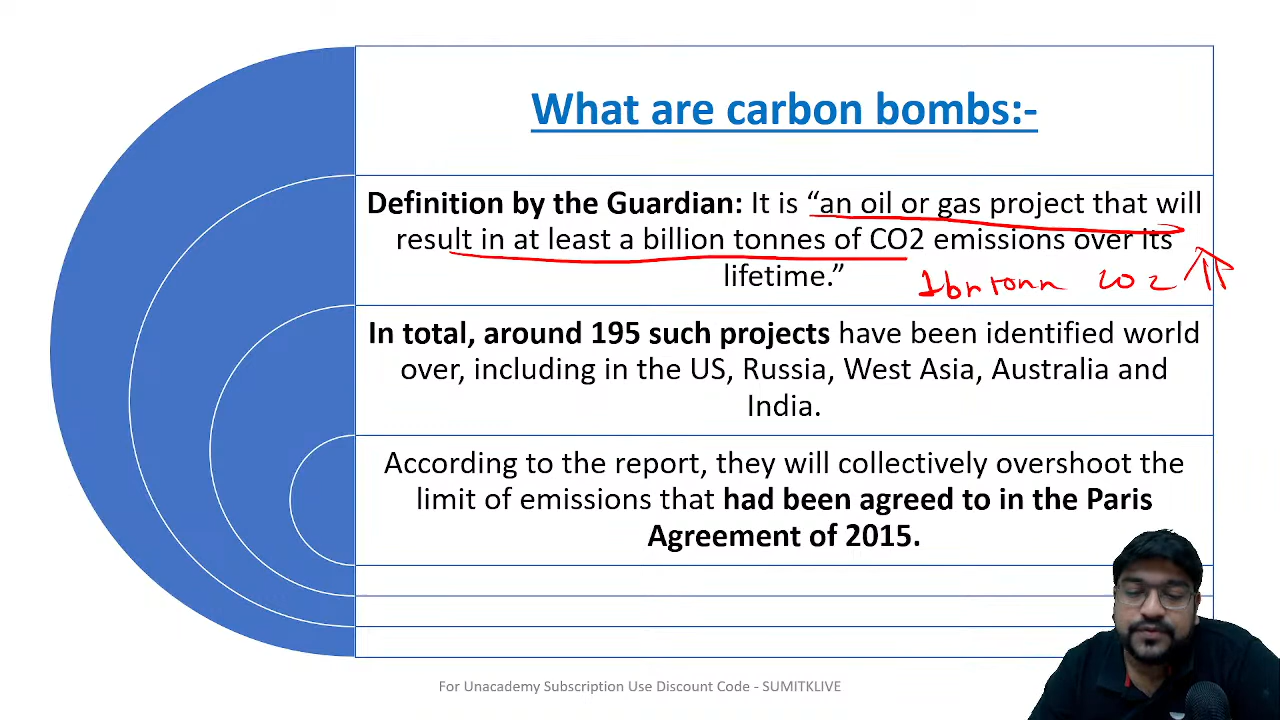 What are carbon bombs:-
Definition by the Guardian: It is “an oil or gas project that will
result in at least a billion tonnes of CO2 emissions over its
lifetime.”
1bn tonn CO2
In total, around 195 such projects have been identified world
over, including in the US, Russia, West Asia, Australia and
India.
According to the report, they will collectively overshoot the
limit of emissions that had been agreed to in the Paris
Agreement of 2015.
For Unacademy Subscription Use Discount Code - SUMITKLIVE